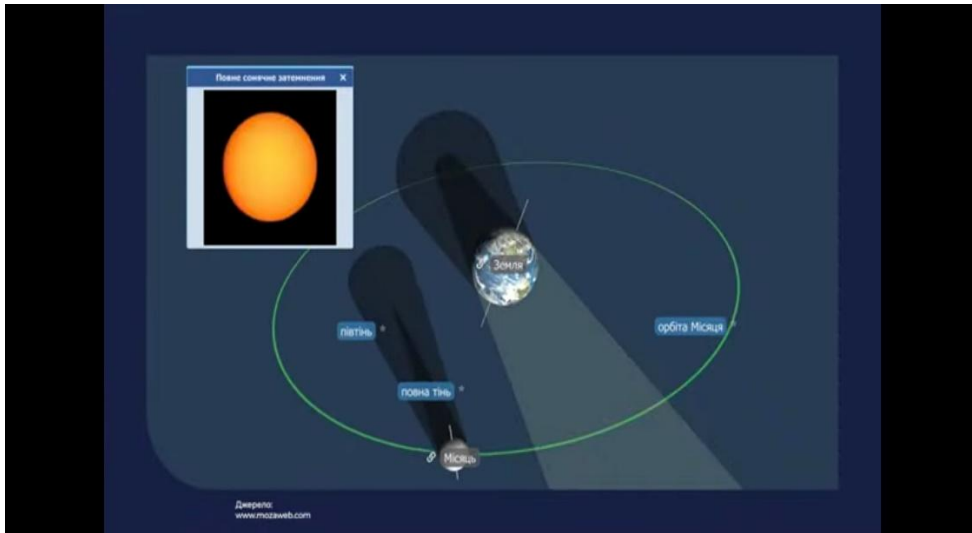 Повне сонячне затемнення X
Земля
півтінь
орбіта Місяця
повна тінь
Місяць
Джерело:
www.mozaweb.com